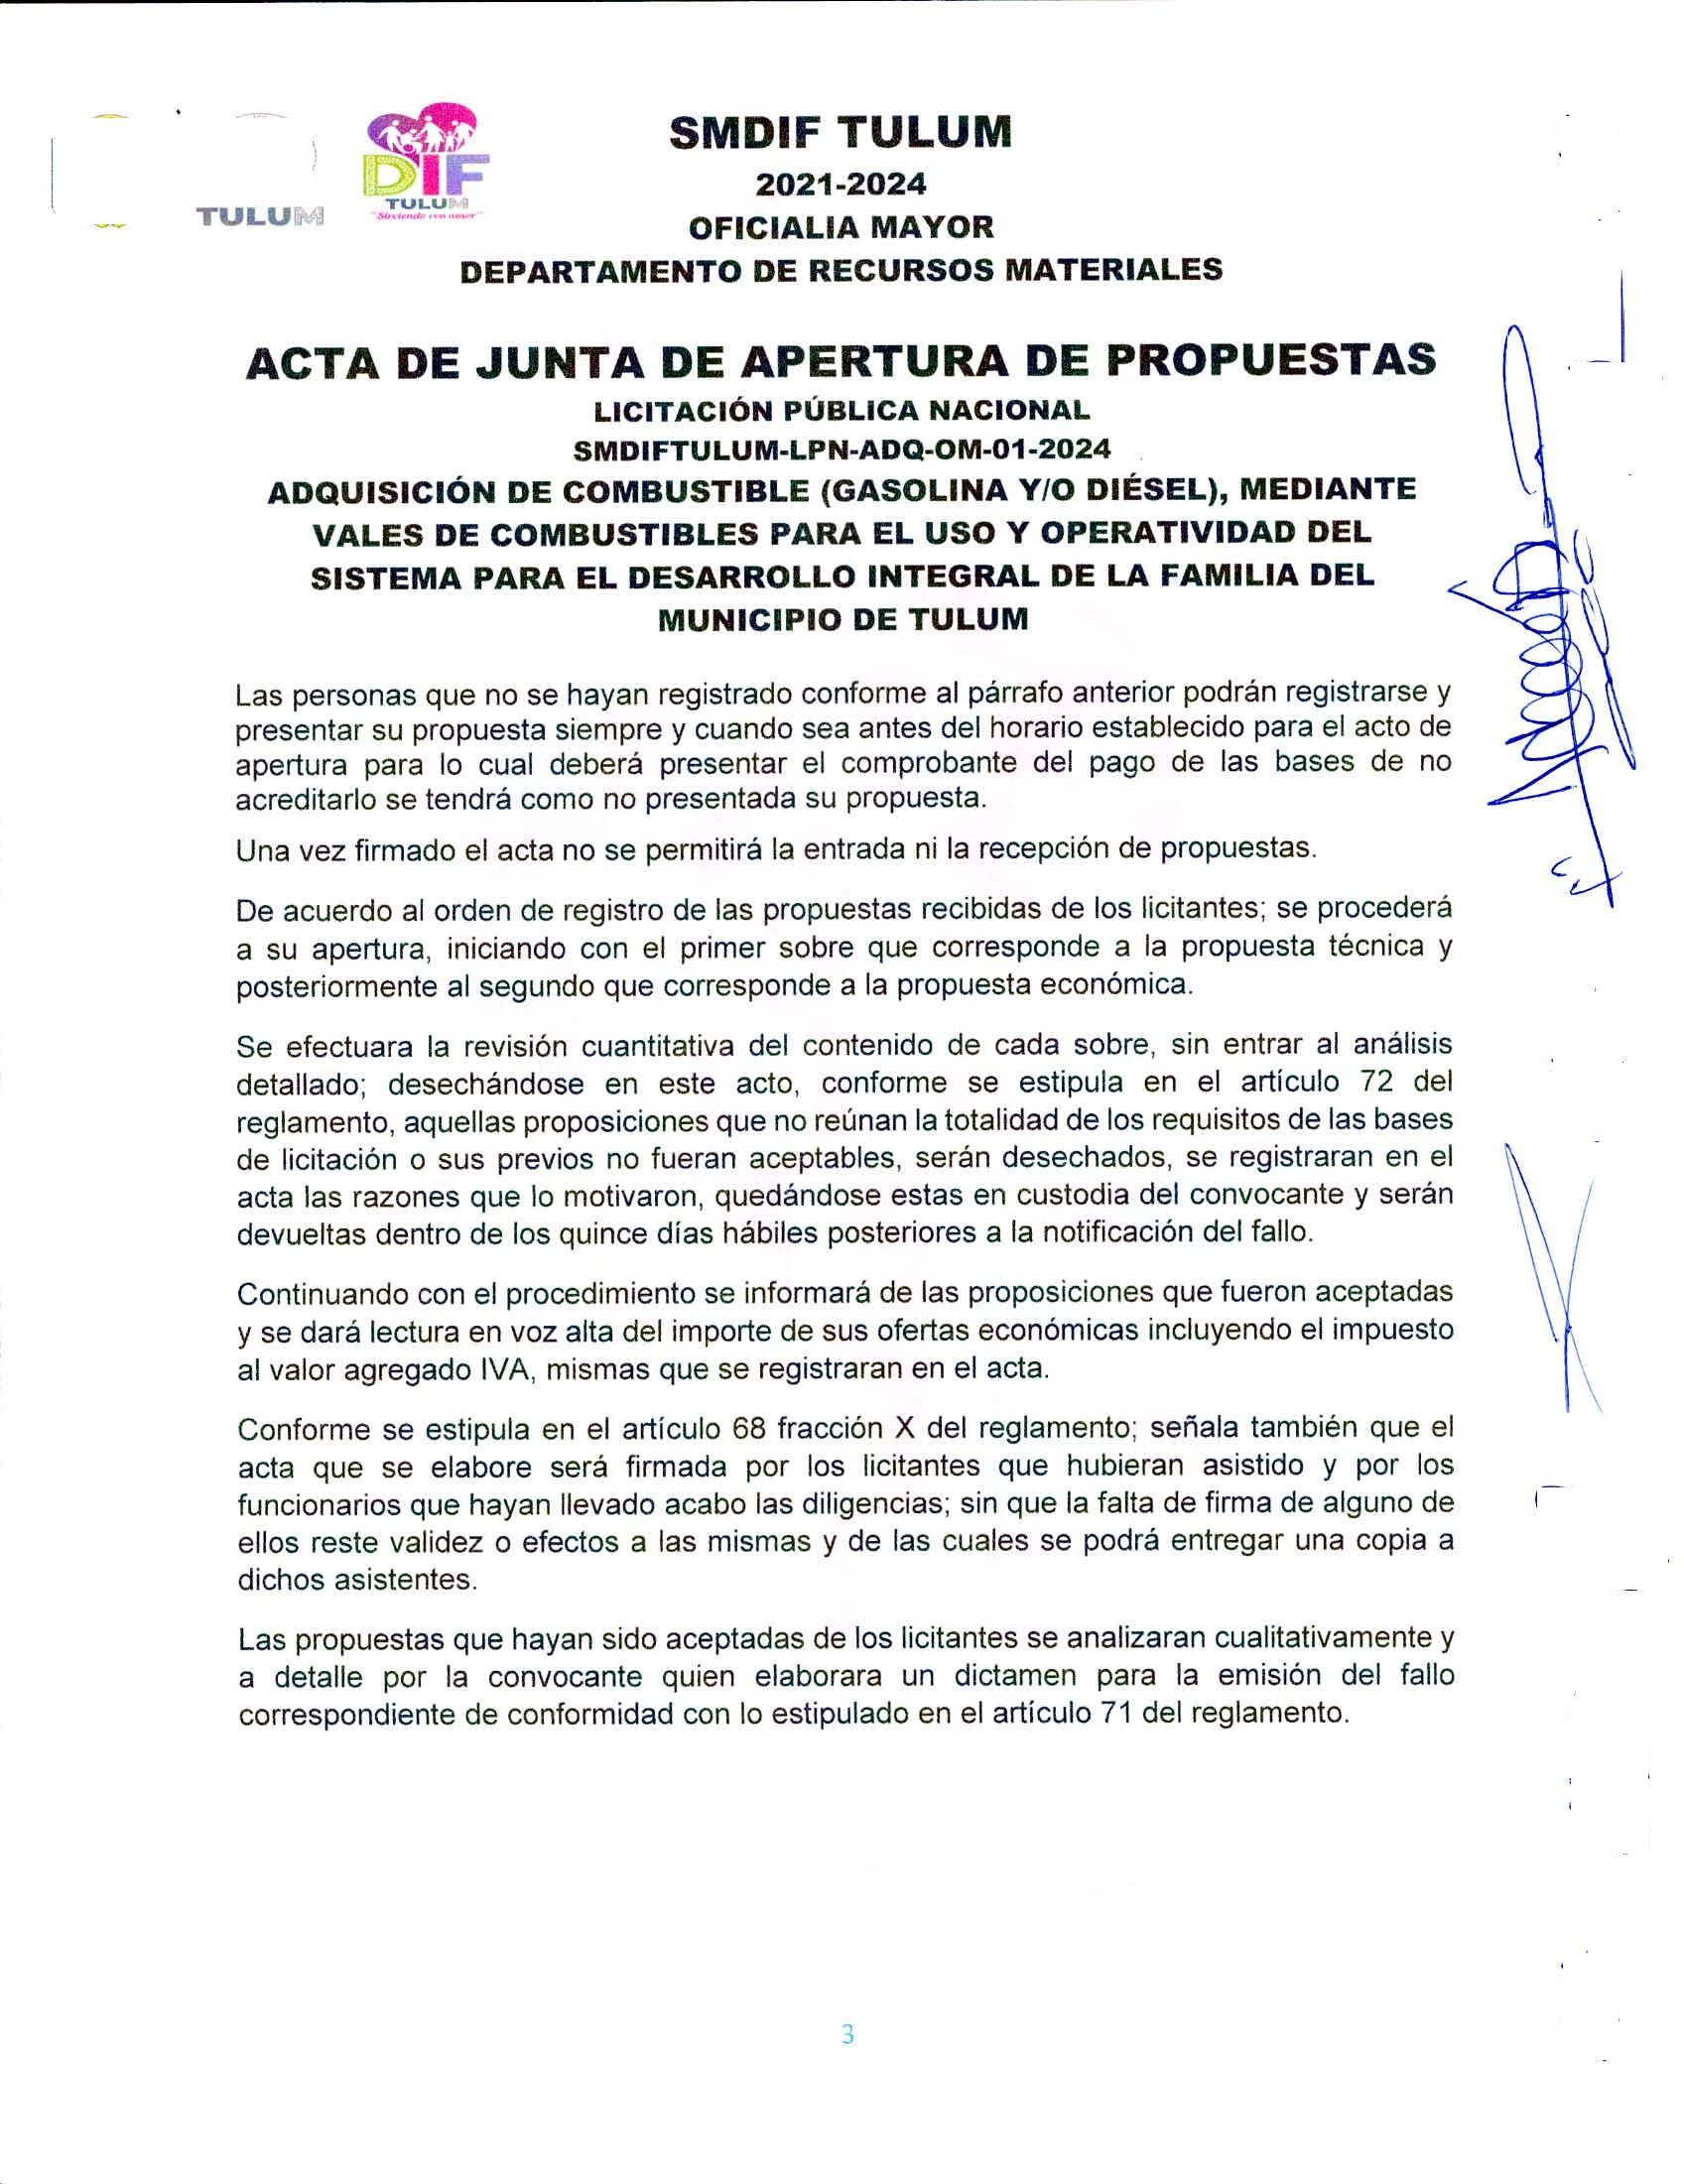 TULUM
DIF
TULUM
"Sirviendo con amor"
SMDIF TULUM
2021-2024
OFICIALIA MAYOR
DEPARTAMENTO DE RECURSOS MATERIALES
ACTA DE JUNTA DE APERTURA DE PROPUESTAS
LICITACIÓN PÚBLICA NACIONAL
SMDIFTULUM-LPN-ADQ-OM-01-2024
ADQUISICIÓN DE COMBUSTIBLE (GASOLINA Y/O DIÉSEL), MEDIANTE
VALES DE COMBUSTIBLES PARA EL USO Y OPERATIVIDAD DEL
SISTEMA PARA EL DESARROLLO INTEGRAL DE LA FAMILIA DEL
MUNICIPIO DE TULUM
Las personas que no se hayan registrado conforme al párrafo anterior podrán registrarse y
presentar su propuesta siempre y cuando sea antes del horario establecido para el acto de
apertura para lo cual deberá presentar el comprobante del pago de las bases de no
acreditarlo se tendrá como no presentada su propuesta.
Una vez firmado el acta no se permitirá la entrada ni la recepción de propuestas.
De acuerdo al orden de registro de las propuestas recibidas de los licitantes; se procederá
a su apertura, iniciando con el primer sobre que corresponde a la propuesta técnica y
posteriormente al segundo que corresponde a la propuesta económica.
Se efectuara la revisión cuantitativa del contenido de cada sobre, sin entrar al análisis
detallado; desechándose en este acto, conforme se estipula en el artículo 72 del
reglamento, aquellas proposiciones que no reúnan la totalidad de los requisitos de las bases
de licitación o sus previos no fueran aceptables, serán desechados, se registraran en el
acta las razones que lo motivaron, quedándose estas en custodia del convocante y serán
devueltas dentro de los quince días hábiles posteriores a la notificación del fallo.
Continuando con el procedimiento se informará de las proposiciones que fueron aceptadas
y se dará lectura en voz alta del importe de sus ofertas económicas incluyendo el impuesto
al valor agregado IVA, mismas que se registraran en el acta.
Conforme se estipula en el artículo 68 fracción X del reglamento; señala también que el
acta que se elabore será firmada por los licitantes que hubieran asistido y por los
funcionarios que hayan llevado acabo las diligencias; sin que la falta de firma de alguno de
ellos reste validez o efectos a las mismas y de las cuales se podrá entregar una copia a
dichos asistentes.
Las propuestas que hayan sido aceptadas de los licitantes se analizaran cualitativamente y
a detalle por la convocante quien elaborara un dictamen para la emisión del fallo
correspondiente de conformidad con lo estipulado en el artículo 71 del reglamento.
3